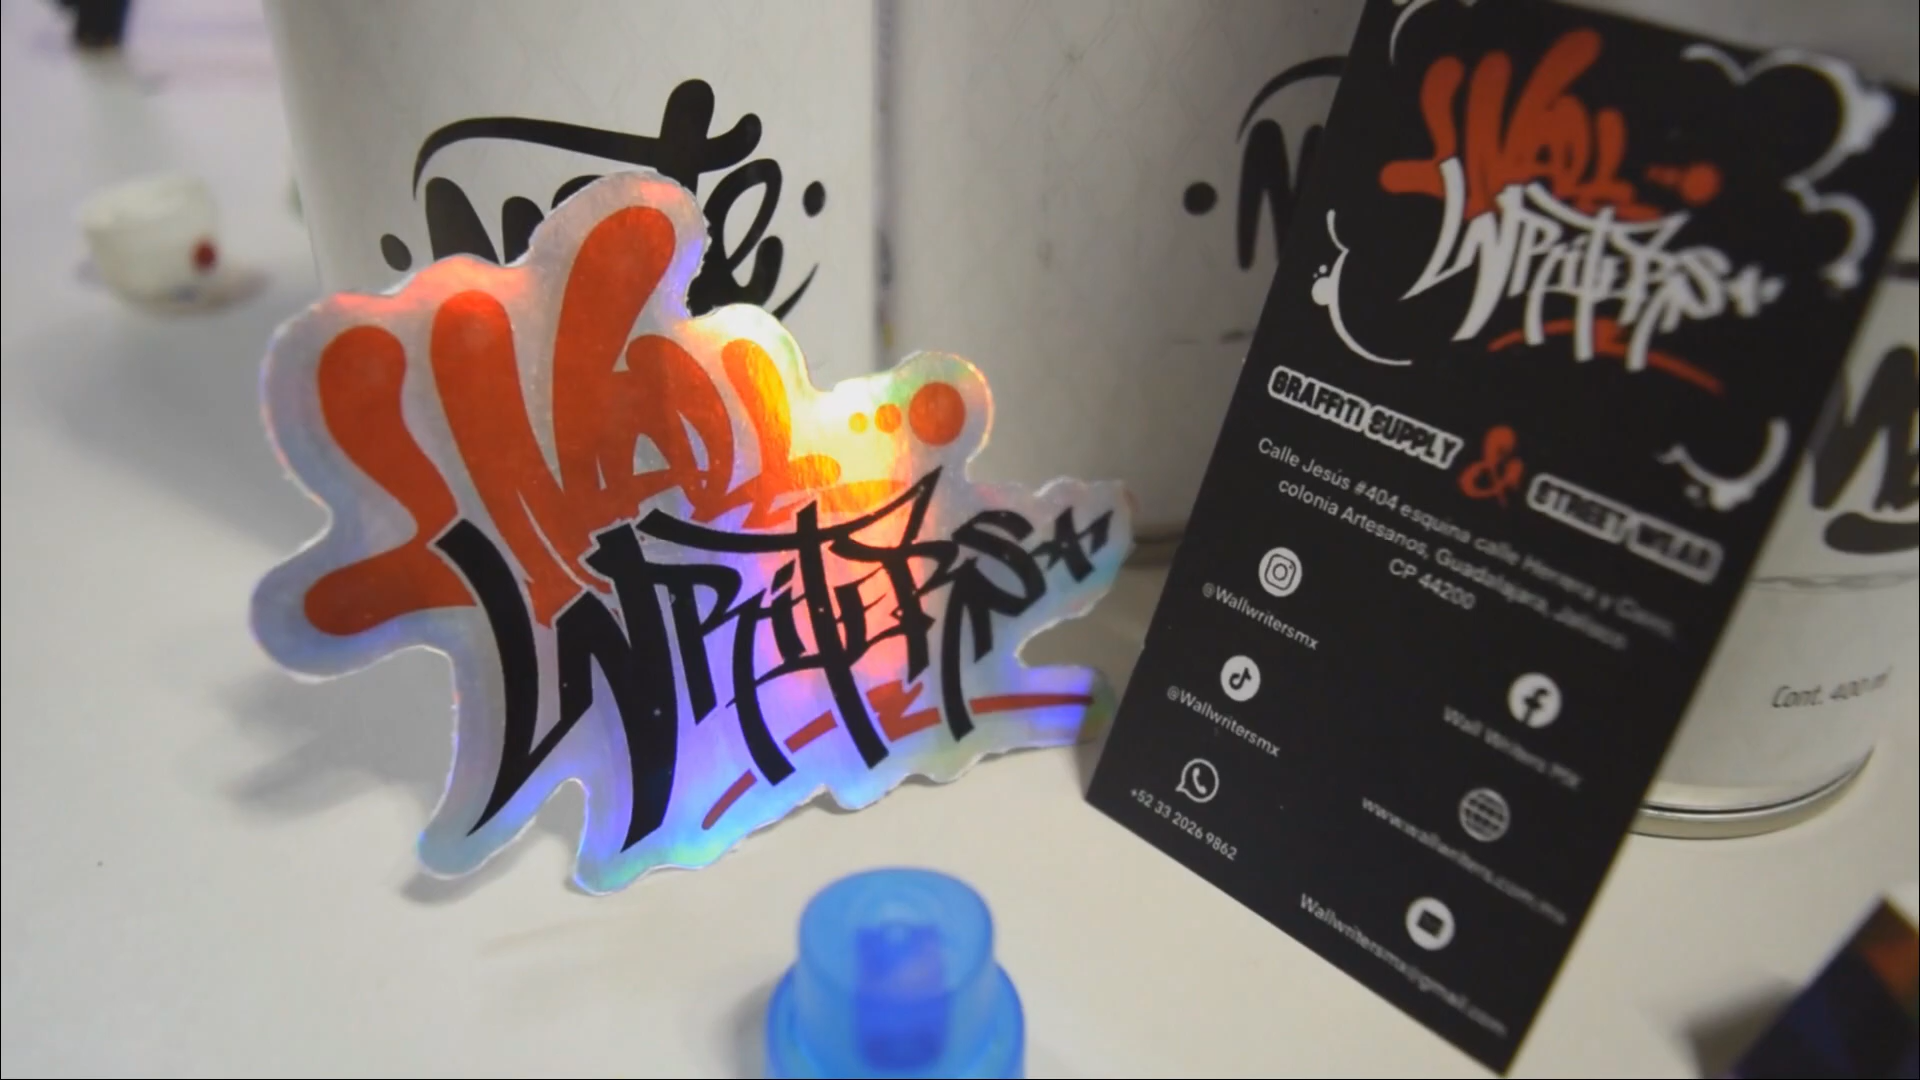 Wall
Writers
Wall
Writers
GRAFFITI SUPPLY & STREET WEAR
Calle Jesús #404 esquina calle Herrera y Cairo,
colonia Artesanos, Guadalajara, Jalisco
CP 44200
@Wallwritersmx
@Wallwritersmx
Wall Writers MX
+52 33 2026 9862
www.wallwriters.com.mx
Wallwritersmx@gmail.com
Cont. 400 ml